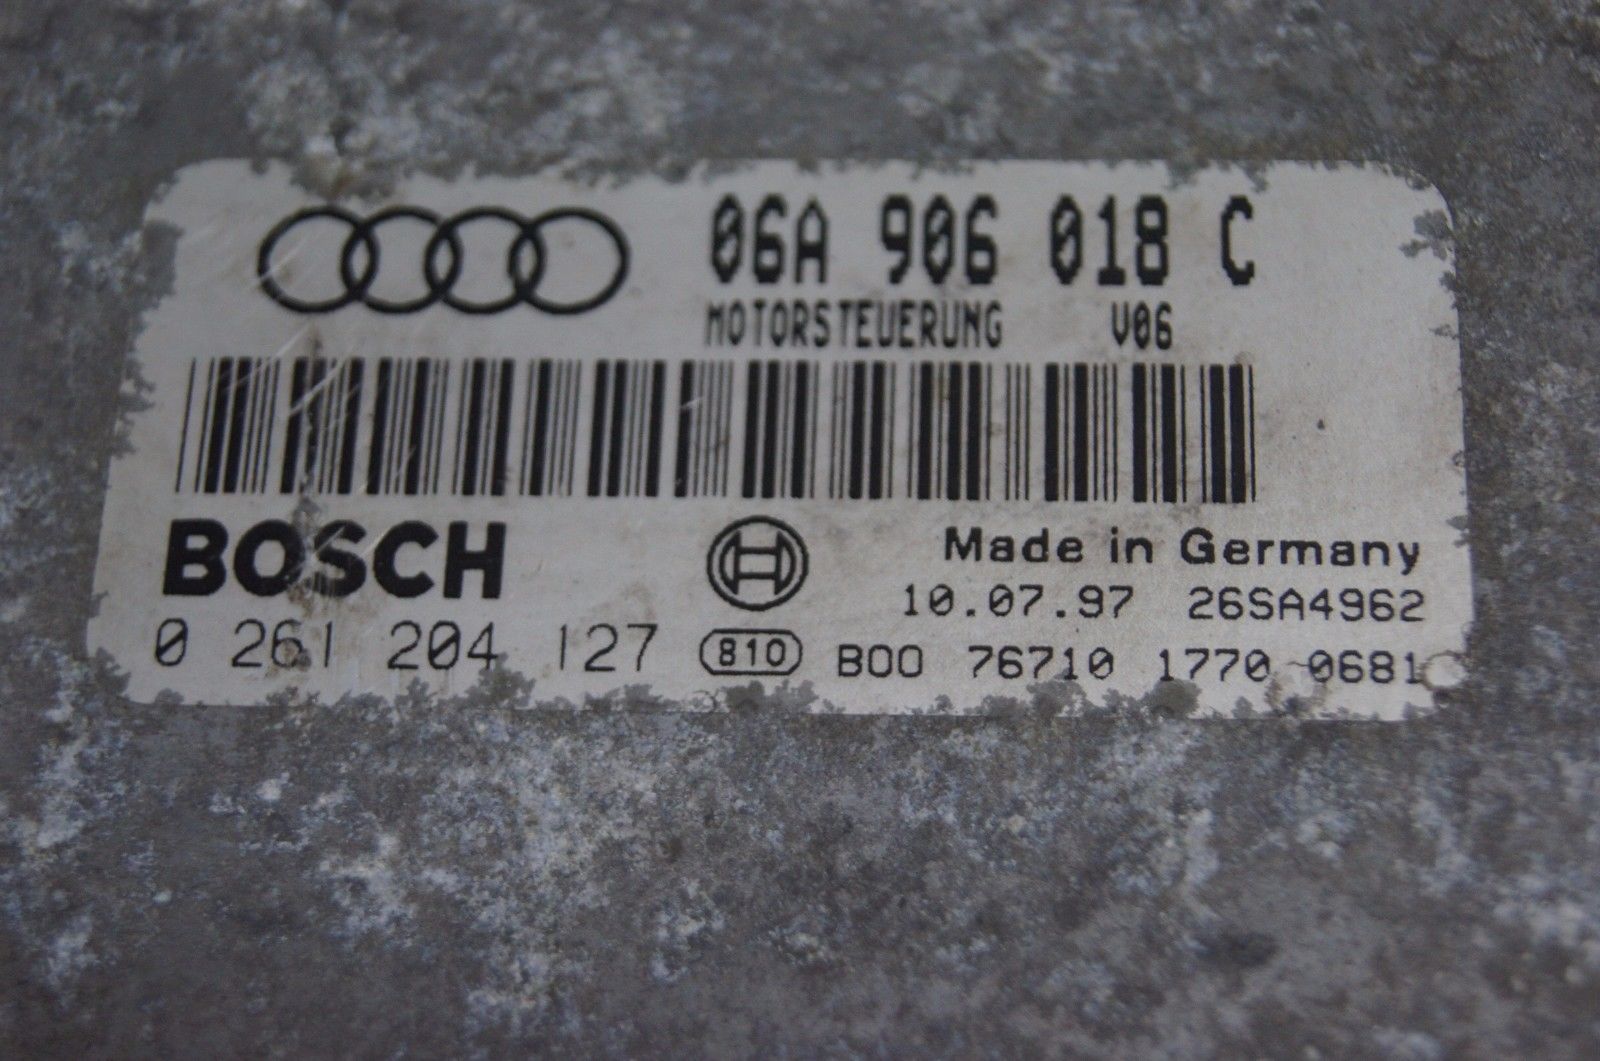 06A 906 018 C
MOTORSTEUERUNG V06
BOSCH
Made in Germany
10.07.97 26SA4962
0 261 204 127 810 B00 76710 1770 0681